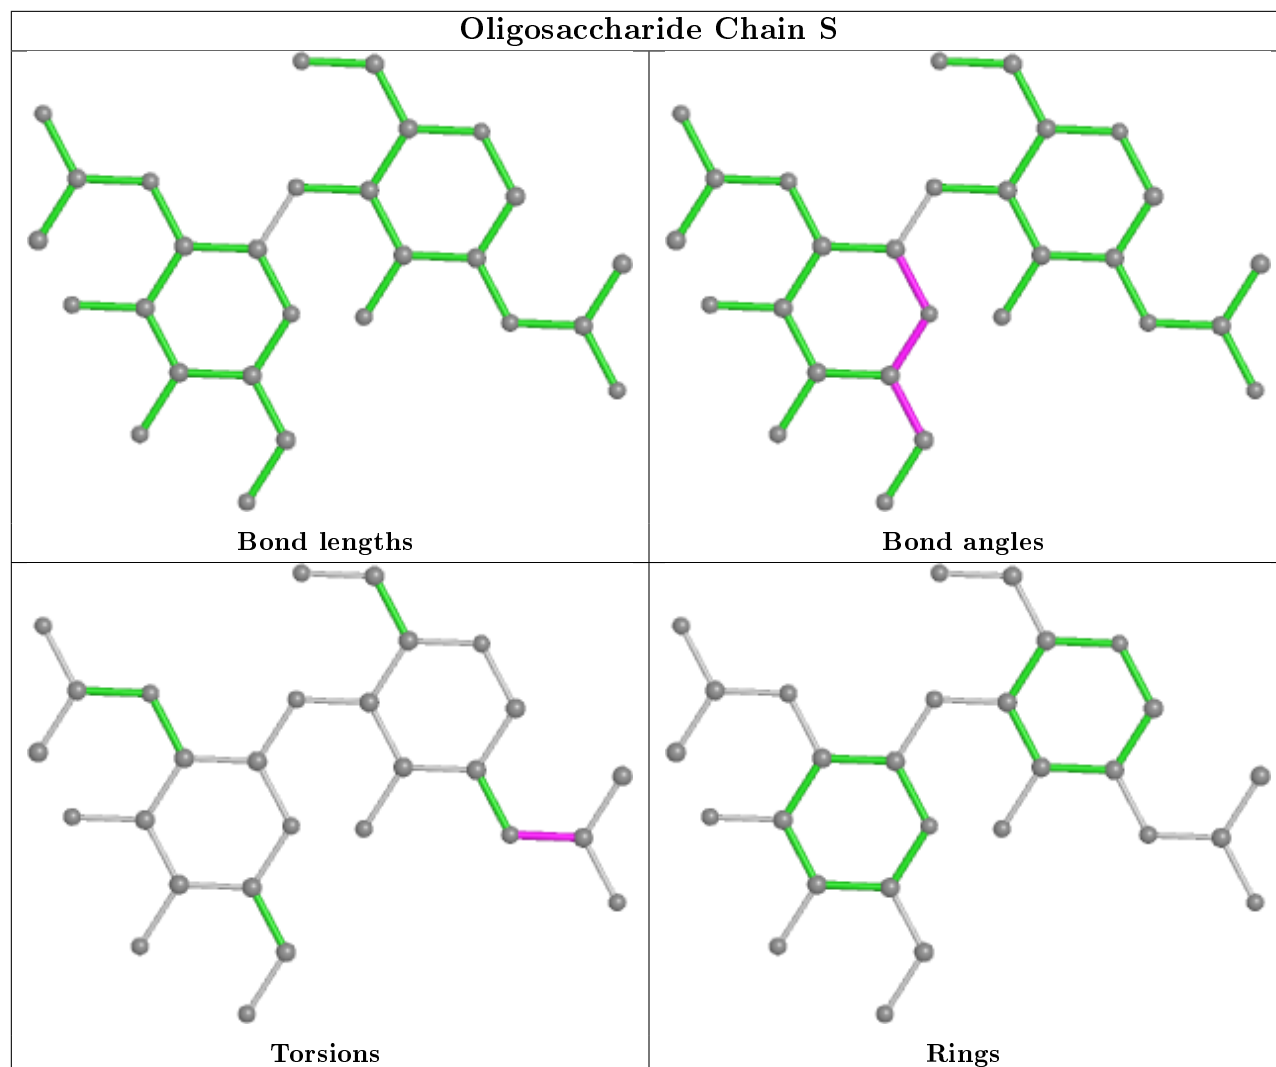 Oligosaccharide Chain S
Bond lengths
Bond angles
Torsions
Rings